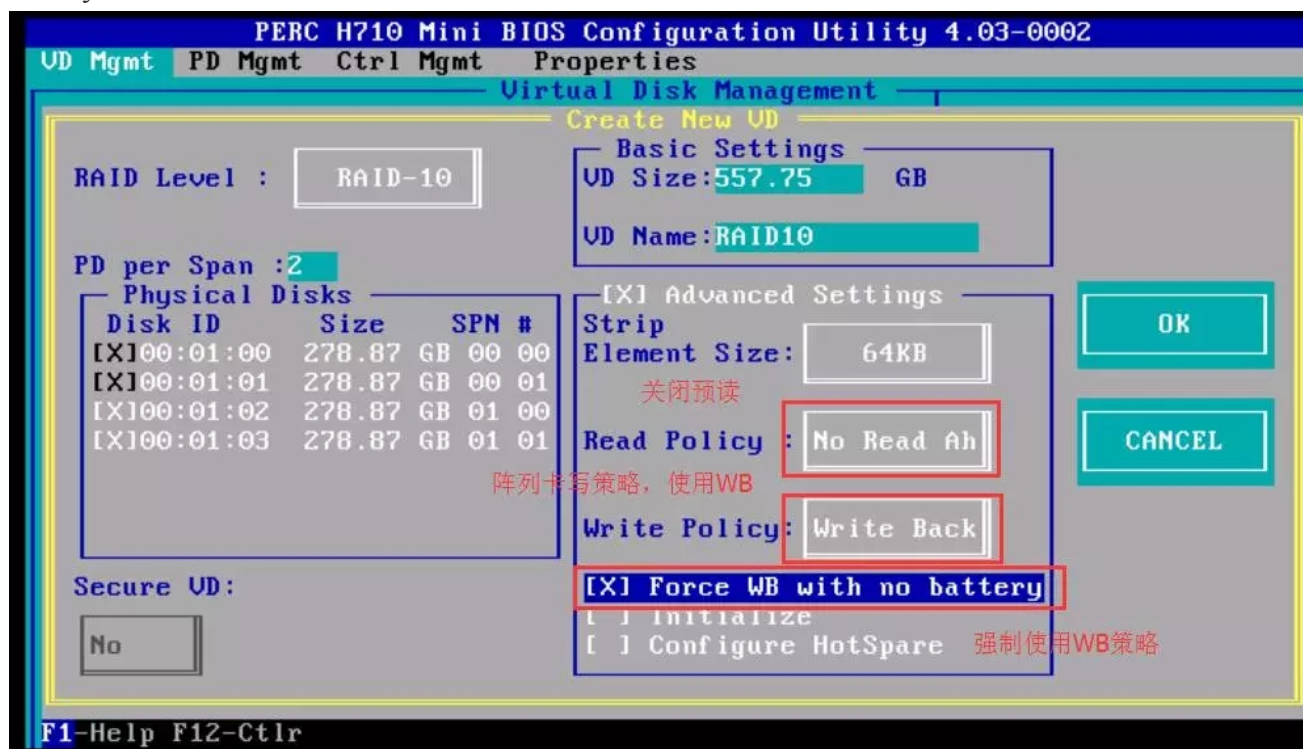 PERC H710 Mini BIOS Configuration Utility 4.03-0002
VD Mgmt PD Mgmt Ctrl Mgmt Properties
Virtual Disk Management
Create New VD
RAID Level : RAID-10
PD per Span :2
Physical Disks
Disk ID Size SPN #
[X]00:01:00 278.87 GB 00 00
[X]00:01:01 278.87 GB 00 01
[X]00:01:02 278.87 GB 01 00
[X]00:01:03 278.87 GB 01 01
Secure VD:
No
Basic Settings
VD Size:557.75 GB
VD Name:RAID10
[X] Advanced Settings
Strip
Element Size: 64KB
关闭预读
Read Policy : No Read Ah
阵列卡写策略，使用WB
Write Policy: Write Back
[X] Force WB with no battery
[ ] Initialize
[ ] Configure HotSpare 强制使用WB策略
OK
CANCEL
F1-Help F12-Ctlr